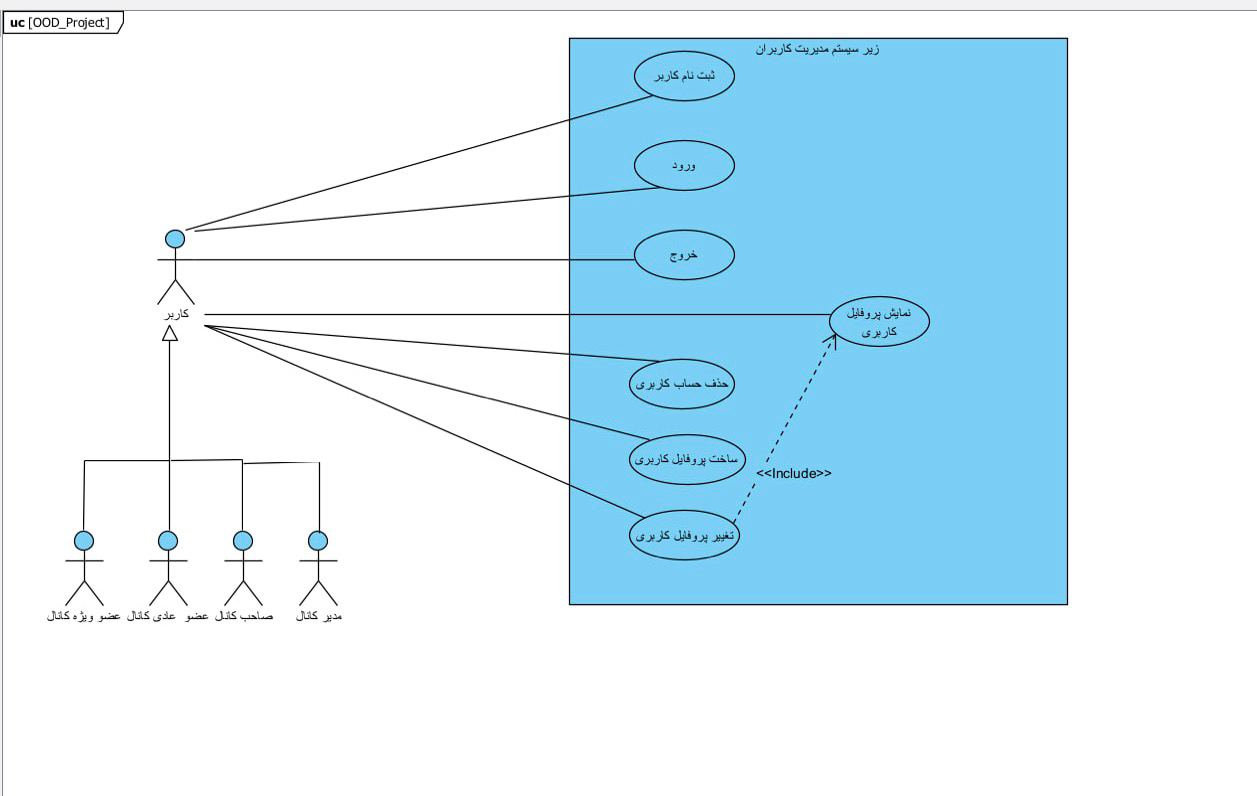 uc [OOD_Project]
زیر سیستم مدیریت کاربران
ثبت نام کاربر
ورود
خروج
کاربر
نمایش پروفایل
کاربری
حذف حساب کاربری
ساخت پروفایل کاربری
<<Include>>
تغییر پروفایل کاربری
عضو ویژه کانال
عضو عادی کانال
صاحب کانال
مدیر کانال